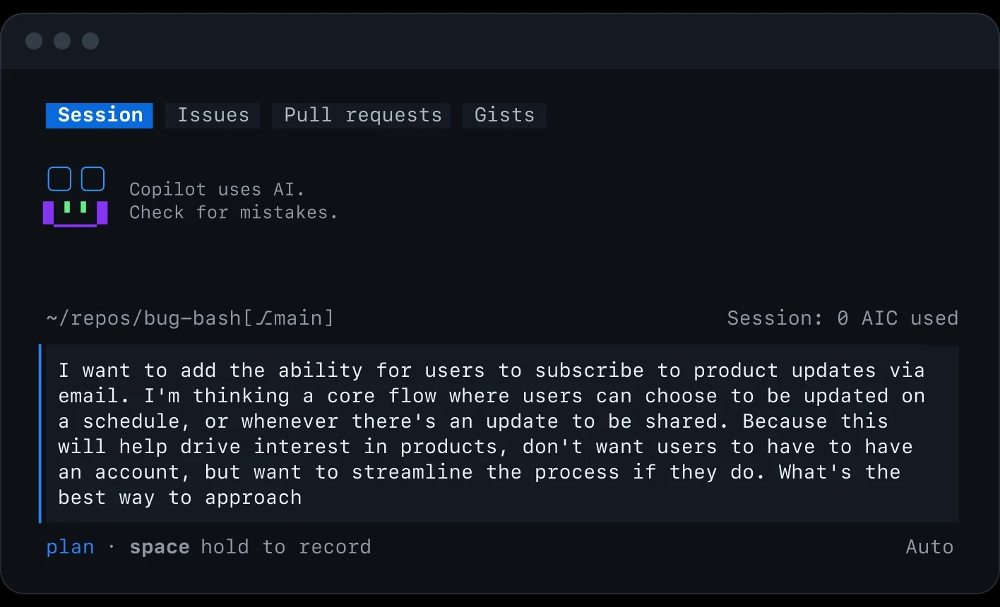 Session Issues Pull requests Gists
Copilot uses AI.
Check for mistakes.
~/repos/bug-bash[⎇main] Session: 0 AIC used
I want to add the ability for users to subscribe to product updates via
email. I'm thinking a core flow where users can choose to be updated on
a schedule, or whenever there's an update to be shared. Because this
will help drive interest in products, don't want users to have to have
an account, but want to streamline the process if they do. What's the
best way to approach
plan · space hold to record Auto